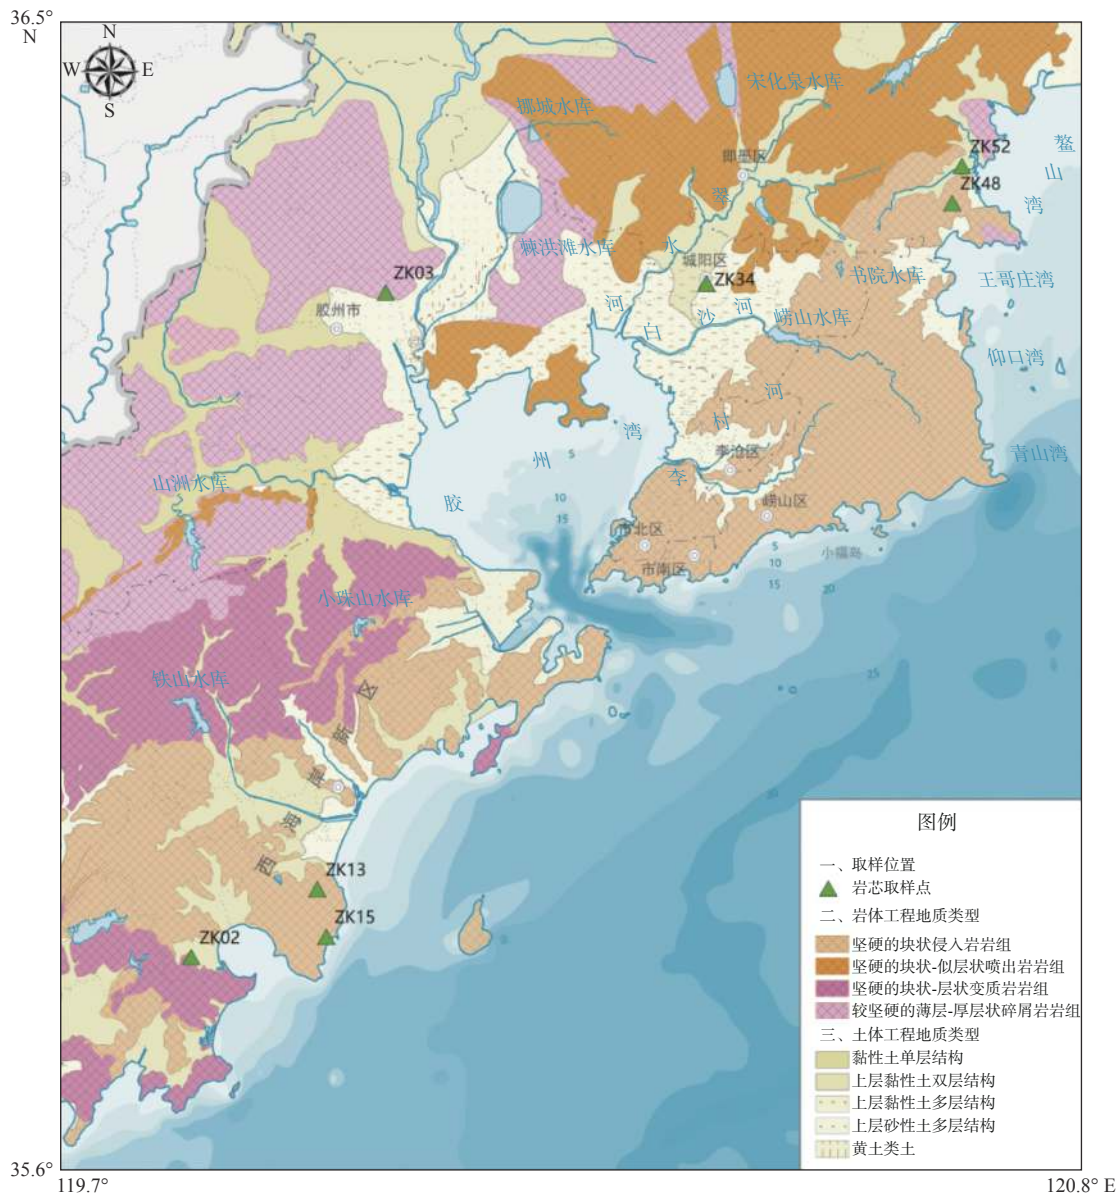 36.5°
N
N
W E
S
挪城水库
宋化泉水库
即墨区
ZK52
鳌
山
湾
ZK48
翠
棘洪滩水库
水
城阳区
ZK03
ZK34
书院水库
王哥庄湾
胶州市
河
白
沙
河
崂山水库
仰口湾
河
村
湾
州
5
李沧区
李
青山湾
山洲水库
胶
10
15
崂山区
市北区
市南区
5
10
15
小福岛
20
小珠山水库
铁山水库
25
区
新
岸
海
西
20
ZK13
ZK15
ZK02
图例
一、取样位置
岩芯取样点
二、岩体工程地质类型
坚硬的块状侵入岩岩组
坚硬的块状-似层状喷出岩岩组
坚硬的块状-层状变质岩岩组
较坚硬的薄层-厚层状碎屑岩岩组
三、土体工程地质类型
黏性土单层结构
上层黏性土双层结构
上层黏性土多层结构
上层砂性土多层结构
黄土类土
35.6°
119.7°
120.8° E